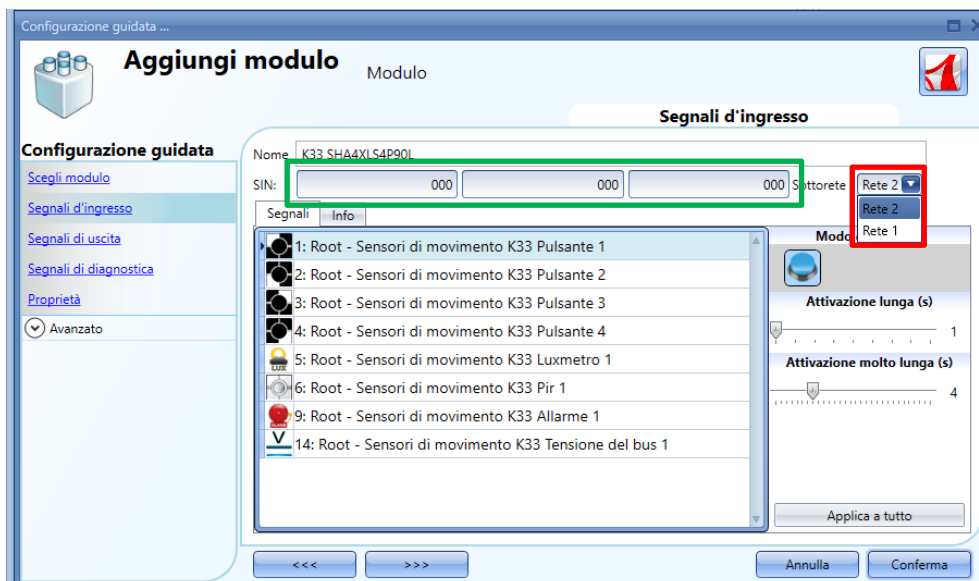 Configurazione guidata ...
Aggiungi modulo
Modulo
Segnali d'ingresso
Configurazione guidata
Scegli modulo
Segnali d'ingresso
Segnali di uscita
Segnali di diagnostica
Proprietà
Avanzato
Nome K33 SHA4XLS4P90L
SIN: 000 000 000 Sottorete Rete 2
Rete 2
Rete 1
Segnali Info
1: Root - Sensori di movimento K33 Pulsante 1
2: Root - Sensori di movimento K33 Pulsante 2
3: Root - Sensori di movimento K33 Pulsante 3
4: Root - Sensori di movimento K33 Pulsante 4
LUX 5: Root - Sensori di movimento K33 Luxmetro 1
6: Root - Sensori di movimento K33 Pir 1
9: Root - Sensori di movimento K33 Allarme 1
V 14: Root - Sensori di movimento K33 Tensione del bus 1
Modo
Attivazione lunga (s)
1
Attivazione molto lunga (s)
4
Applica a tutto
<<< >>> Annulla Conferma